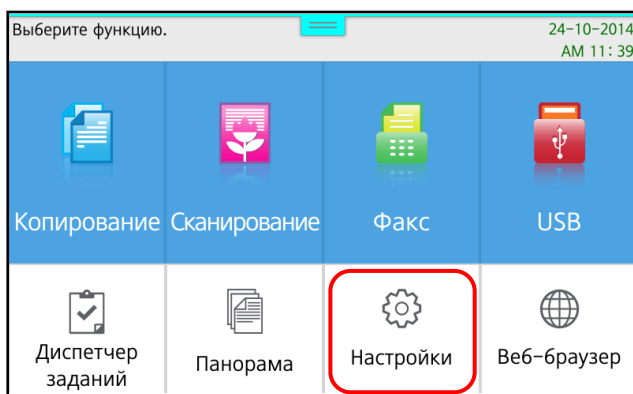 Выберите функцию.
24-10-2014
AM 11:39
Копирование
Сканирование
Факс
USB
Диспетчер
заданий
Панорама
Настройки
Веб-браузер